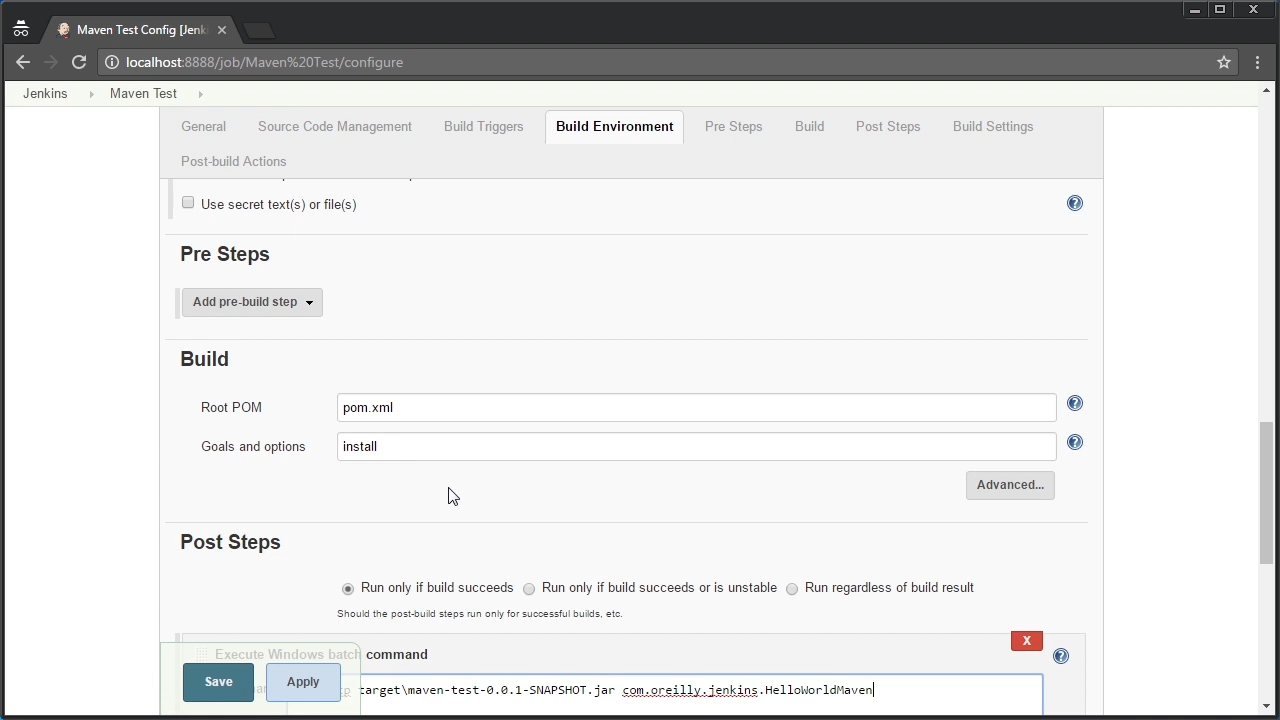 Maven Test Config [Jenk
localhost:8888/job/Maven%20Test/configure
Jenkins Maven Test
General Source Code Management Build Triggers Build Environment Pre Steps Build Post Steps Build Settings
Post-build Actions
Use secret text(s) or file(s)
Pre Steps
Add pre-build step
Build
Root POM pom.xml
Goals and options install
Advanced...
Post Steps
Run only if build succeeds Run only if build succeeds or is unstable Run regardless of build result
Should the post-build steps run only for successful builds, etc.
X
Execute Windows batch command
Save Apply target\maven-test-0.0.1-SNAPSHOT.jar com.oreilly.jenkins.HelloWorldMaven